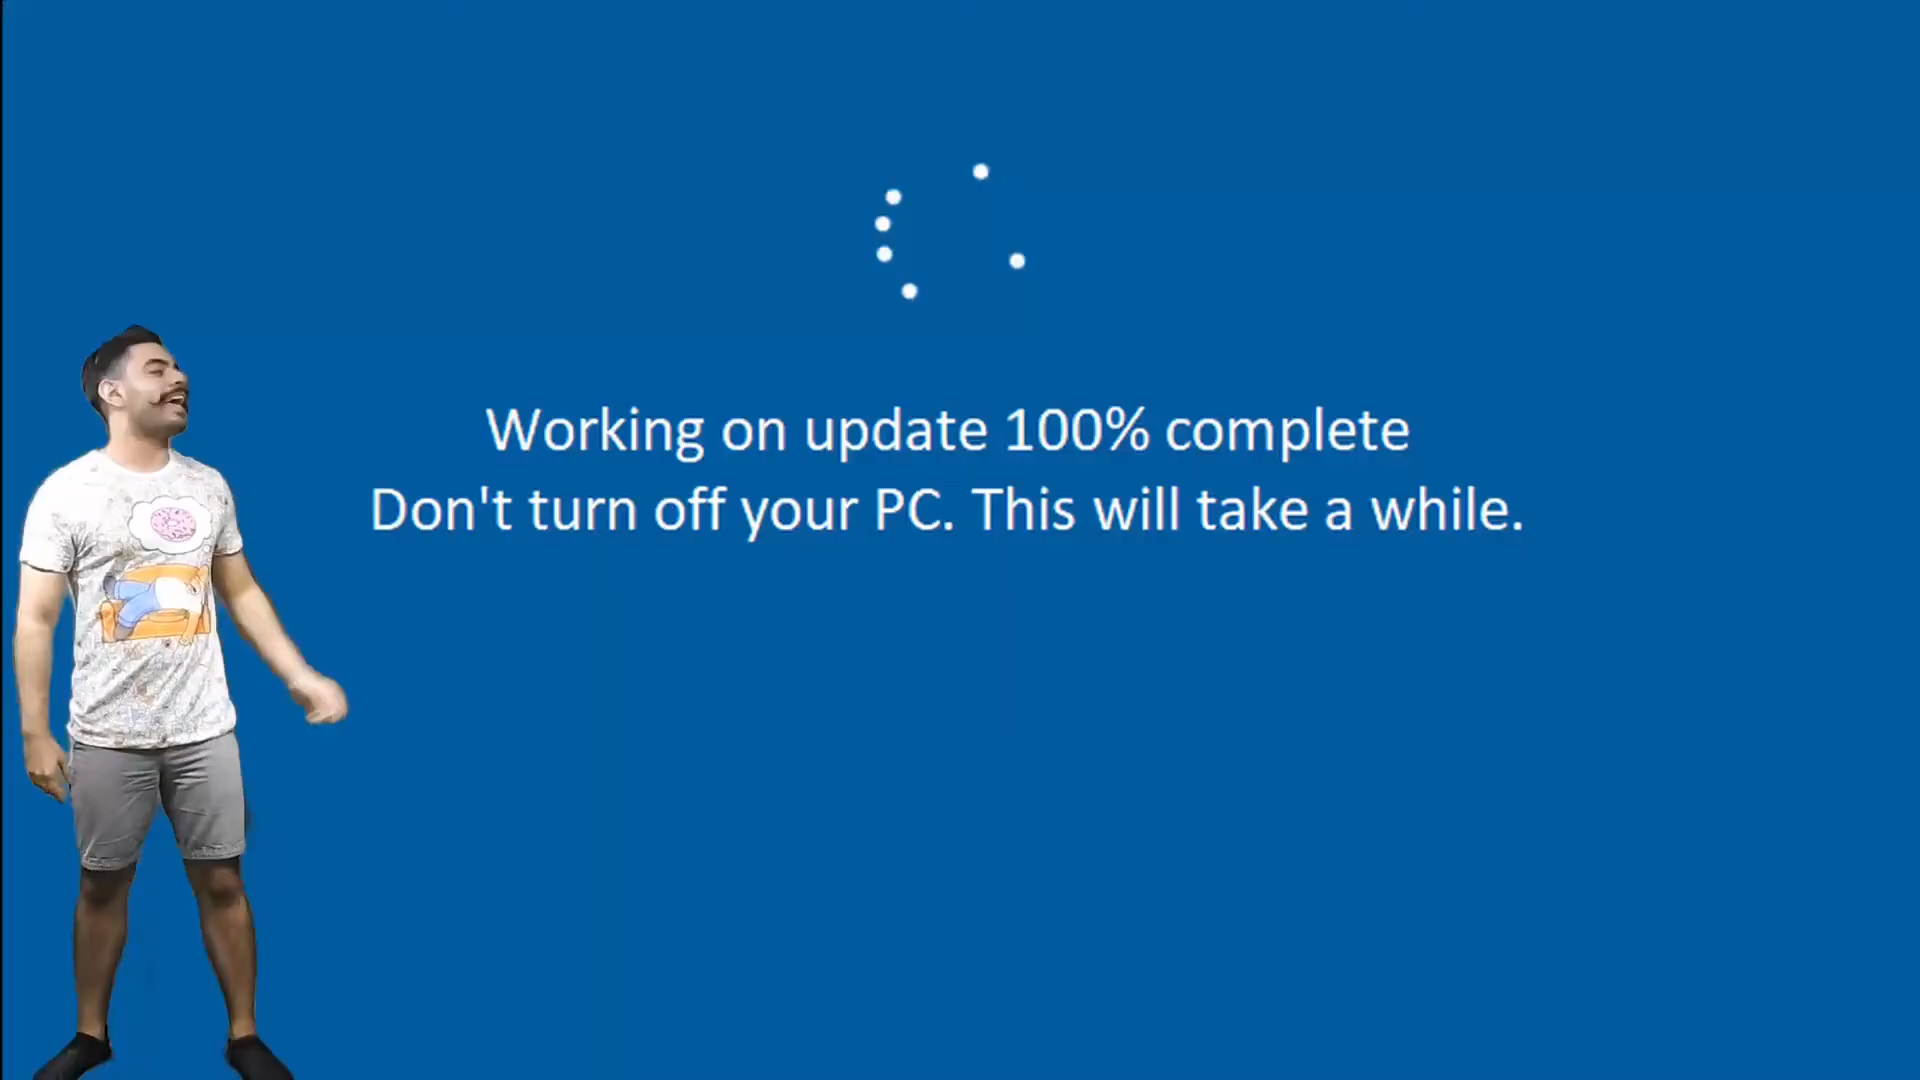 Working on update 100% complete
Don't turn off your PC. This will take a while.